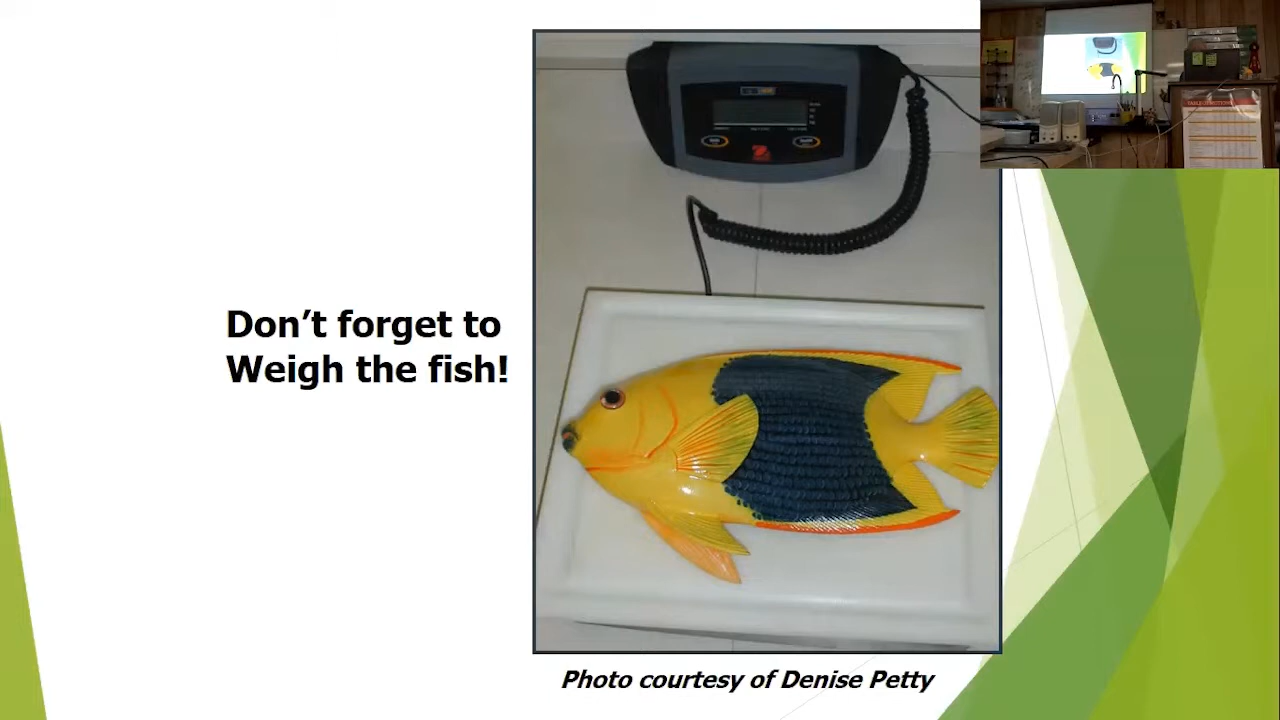 Don't forget to
Weigh the fish!
Photo courtesy of Denise Petty